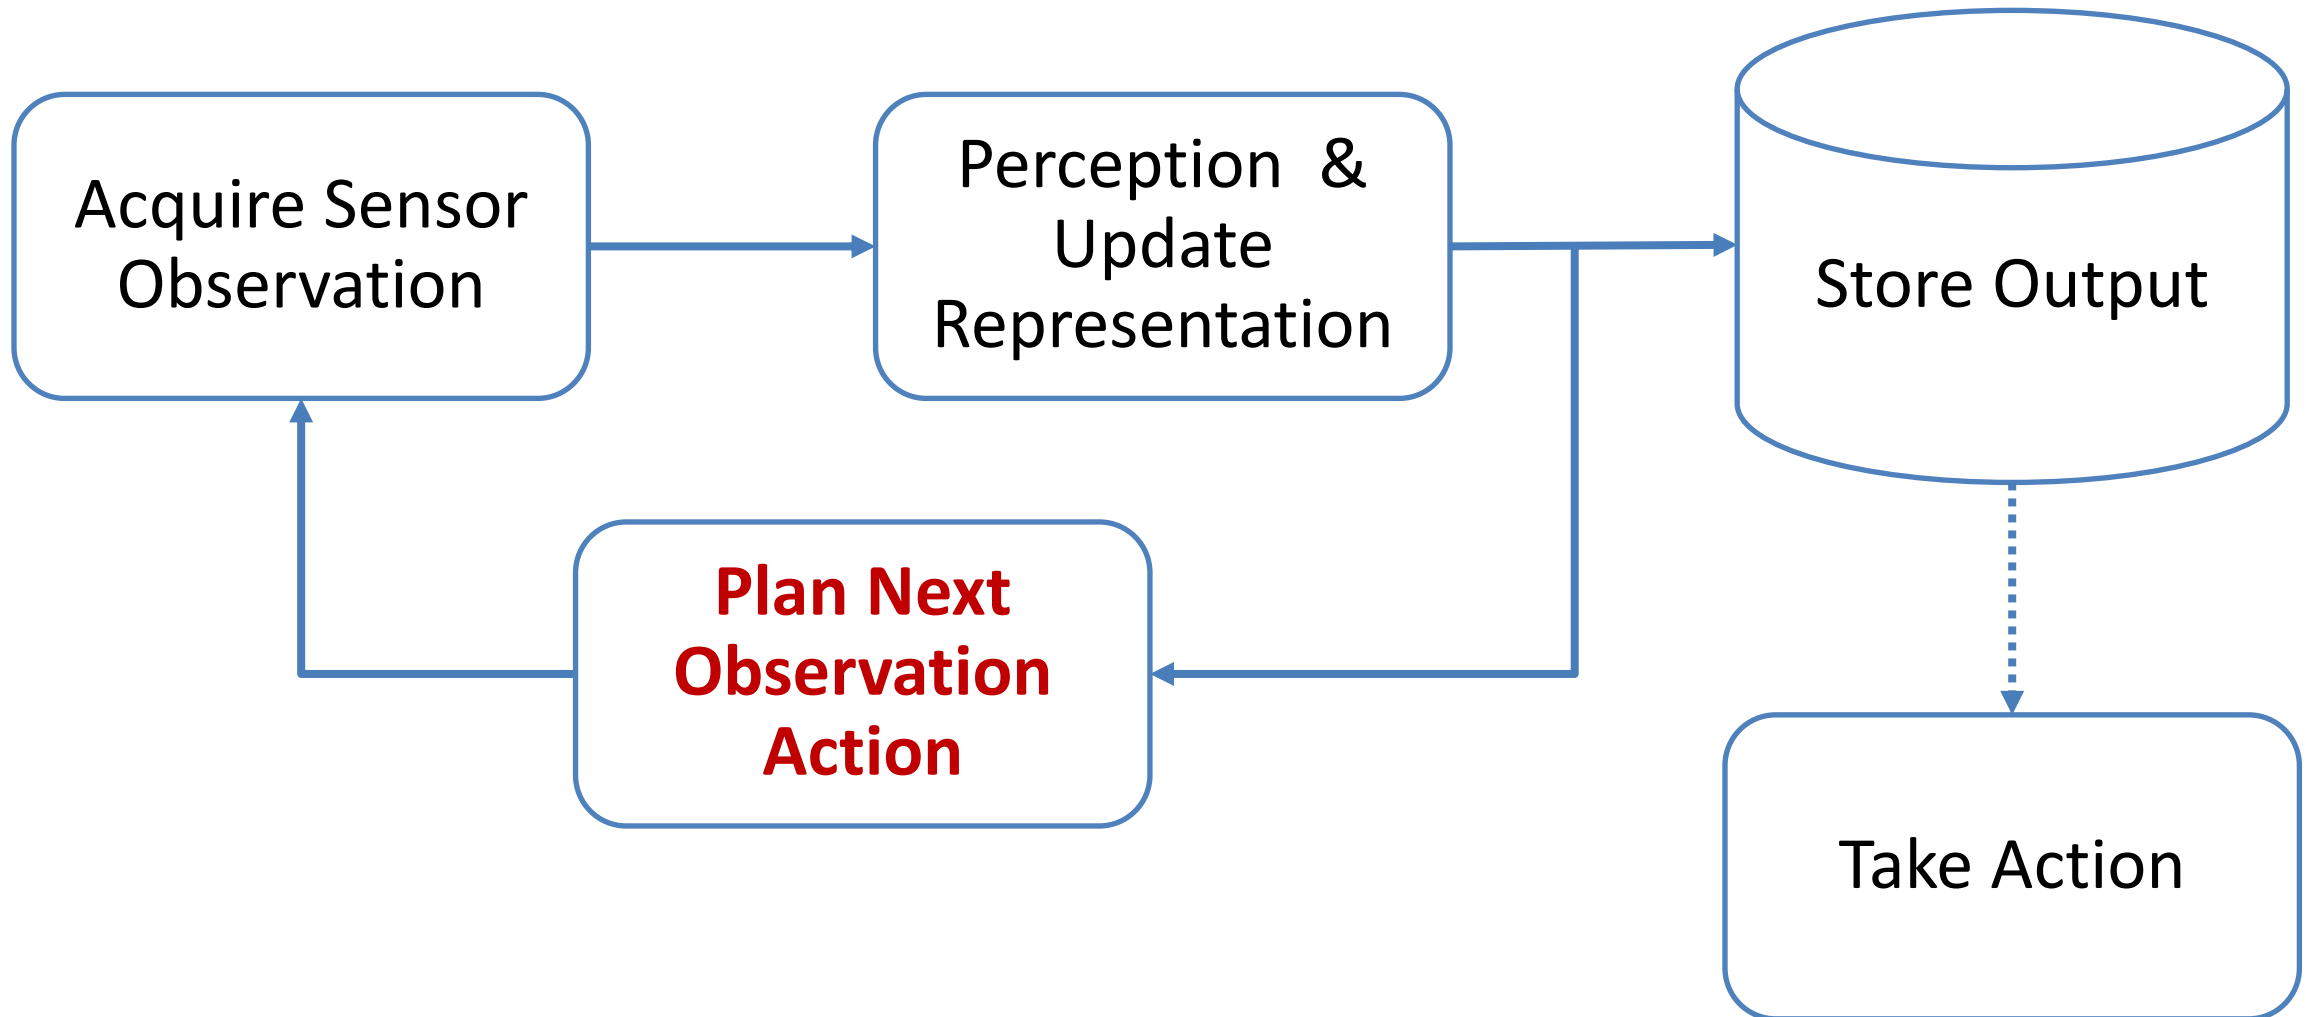 Acquire Sensor
Observation
Perception & 
Update
Representation
Store Output
Plan Next
Observation
Action
Take Action